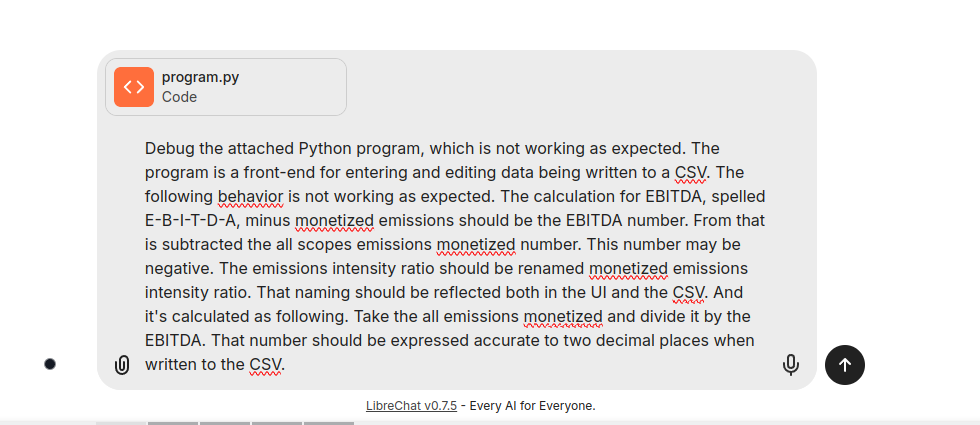 program.py
Code
Debug the attached Python program, which is not working as expected. The
program is a front-end for entering and editing data being written to a CSV. The
following behavior is not working as expected. The calculation for EBITDA, spelled
E-B-I-T-D-A, minus monetized emissions should be the EBITDA number. From that
is subtracted the all scopes emissions monetized number. This number may be
negative. The emissions intensity ratio should be renamed monetized emissions
intensity ratio. That naming should be reflected both in the UI and the CSV. And
it's calculated as following. Take the all emissions monetized and divide it by the
EBITDA. That number should be expressed accurate to two decimal places when
written to the CSV.
LibreChat v0.7.5 - Every AI for Everyone.